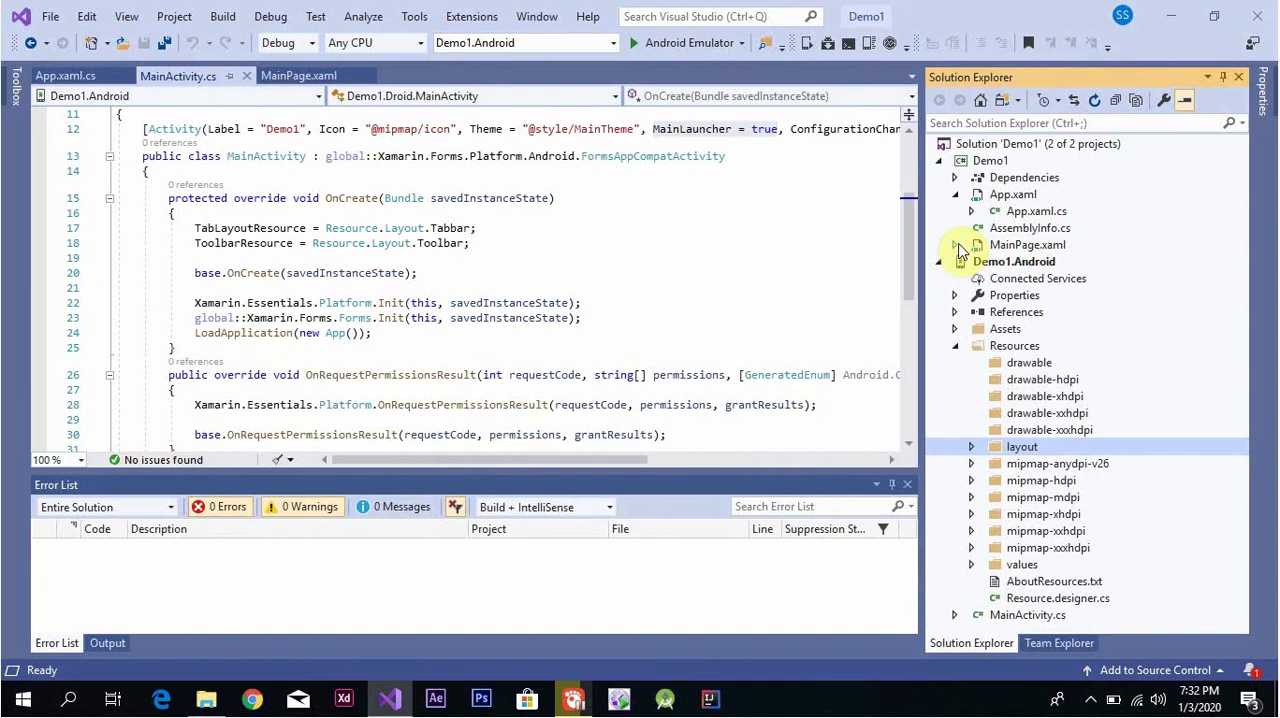 File Edit View Project Build Debug Test Analyze Tools Extensions Window Help Search Visual Studio (Ctrl+Q) Demo1 SS
Debug Any CPU Demo1.Android Android Emulator
Toolbox
App.xaml.cs MainActivity.cs MainPage.xaml
Demo1.Android Demo1.Droid.MainActivity OnCreate(Bundle savedInstanceState)
11 {
12 [Activity(Label = "Demo1", Icon = "@mipmap/icon", Theme = "@style/MainTheme", MainLauncher = true, ConfigurationChan
0 references
13 public class MainActivity : global::Xamarin.Forms.Platform.Android.FormsAppCompatActivity
14 {
0 references
15 protected override void OnCreate(Bundle savedInstanceState)
16 {
17 TabLayoutResource = Resource.Layout.Tabbar;
18 ToolbarResource = Resource.Layout.Toolbar;
19
20 base.OnCreate(savedInstanceState);
21
22 Xamarin.Essentials.Platform.Init(this, savedInstanceState);
23 global::Xamarin.Forms.Forms.Init(this, savedInstanceState);
24 LoadApplication(new App());
25 }
0 references
26 public override void OnRequestPermissionsResult(int requestCode, string[] permissions, [GeneratedEnum] Android.C
27 {
28 Xamarin.Essentials.Platform.OnRequestPermissionsResult(requestCode, permissions, grantResults);
29
30 base.OnRequestPermissionsResult(requestCode, permissions, grantResults);
31 }
100 % No issues found
Error List
Entire Solution 0 Errors 0 Warnings 0 Messages Build + IntelliSense Search Error List
Code Description Project File Line Suppression St...
Error List Output
Solution Explorer
Search Solution Explorer (Ctrl+;)
Solution 'Demo1' (2 of 2 projects)
Demo1
Dependencies
App.xaml
App.xaml.cs
AssemblyInfo.cs
MainPage.xaml
Demo1.Android
Connected Services
Properties
References
Assets
Resources
drawable
drawable-hdpi
drawable-xhdpi
drawable-xxhdpi
drawable-xxxhdpi
layout
mipmap-anydpi-v26
mipmap-hdpi
mipmap-mdpi
mipmap-xhdpi
mipmap-xxhdpi
mipmap-xxxhdpi
values
AboutResources.txt
Resource.designer.cs
MainActivity.cs
Solution Explorer Team Explorer
Properties
Ready Add to Source Control 1
Xd Ae Ps
7:32 PM
1/3/2020
3